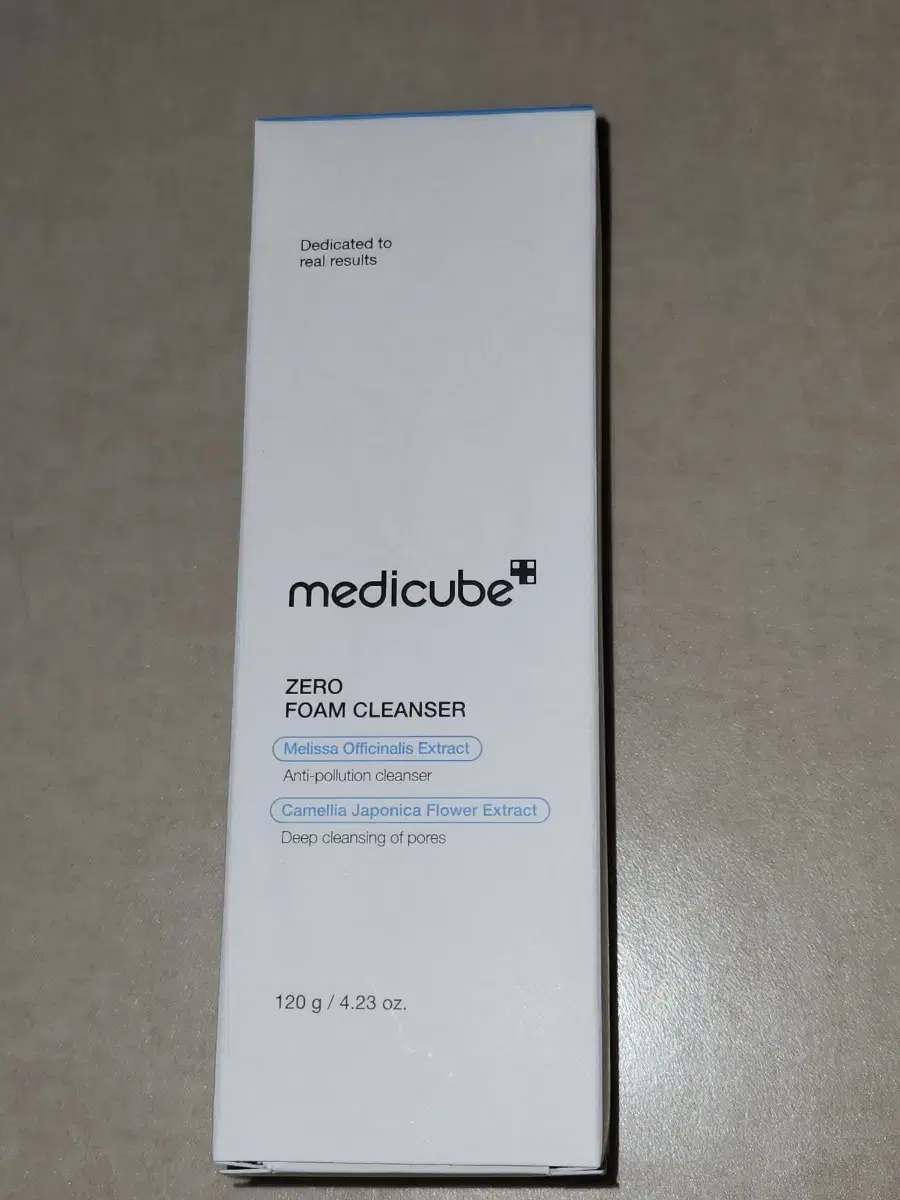 Dedicated to
real results
medicube
ZERO
FOAM CLEANSER
Melissa Officinalis Extract
Anti-pollution cleanser
Camellia Japonica Flower Extract
Deep cleansing of pores
120 g / 4.23 oz.